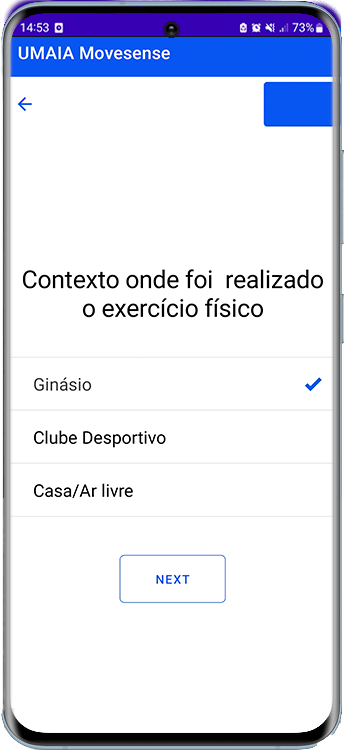 14:53 73%
UMAIA Movesense
Contexto onde foi realizado
o exercício físico
Ginásio
Clube Desportivo
Casa/Ar livre
NEXT